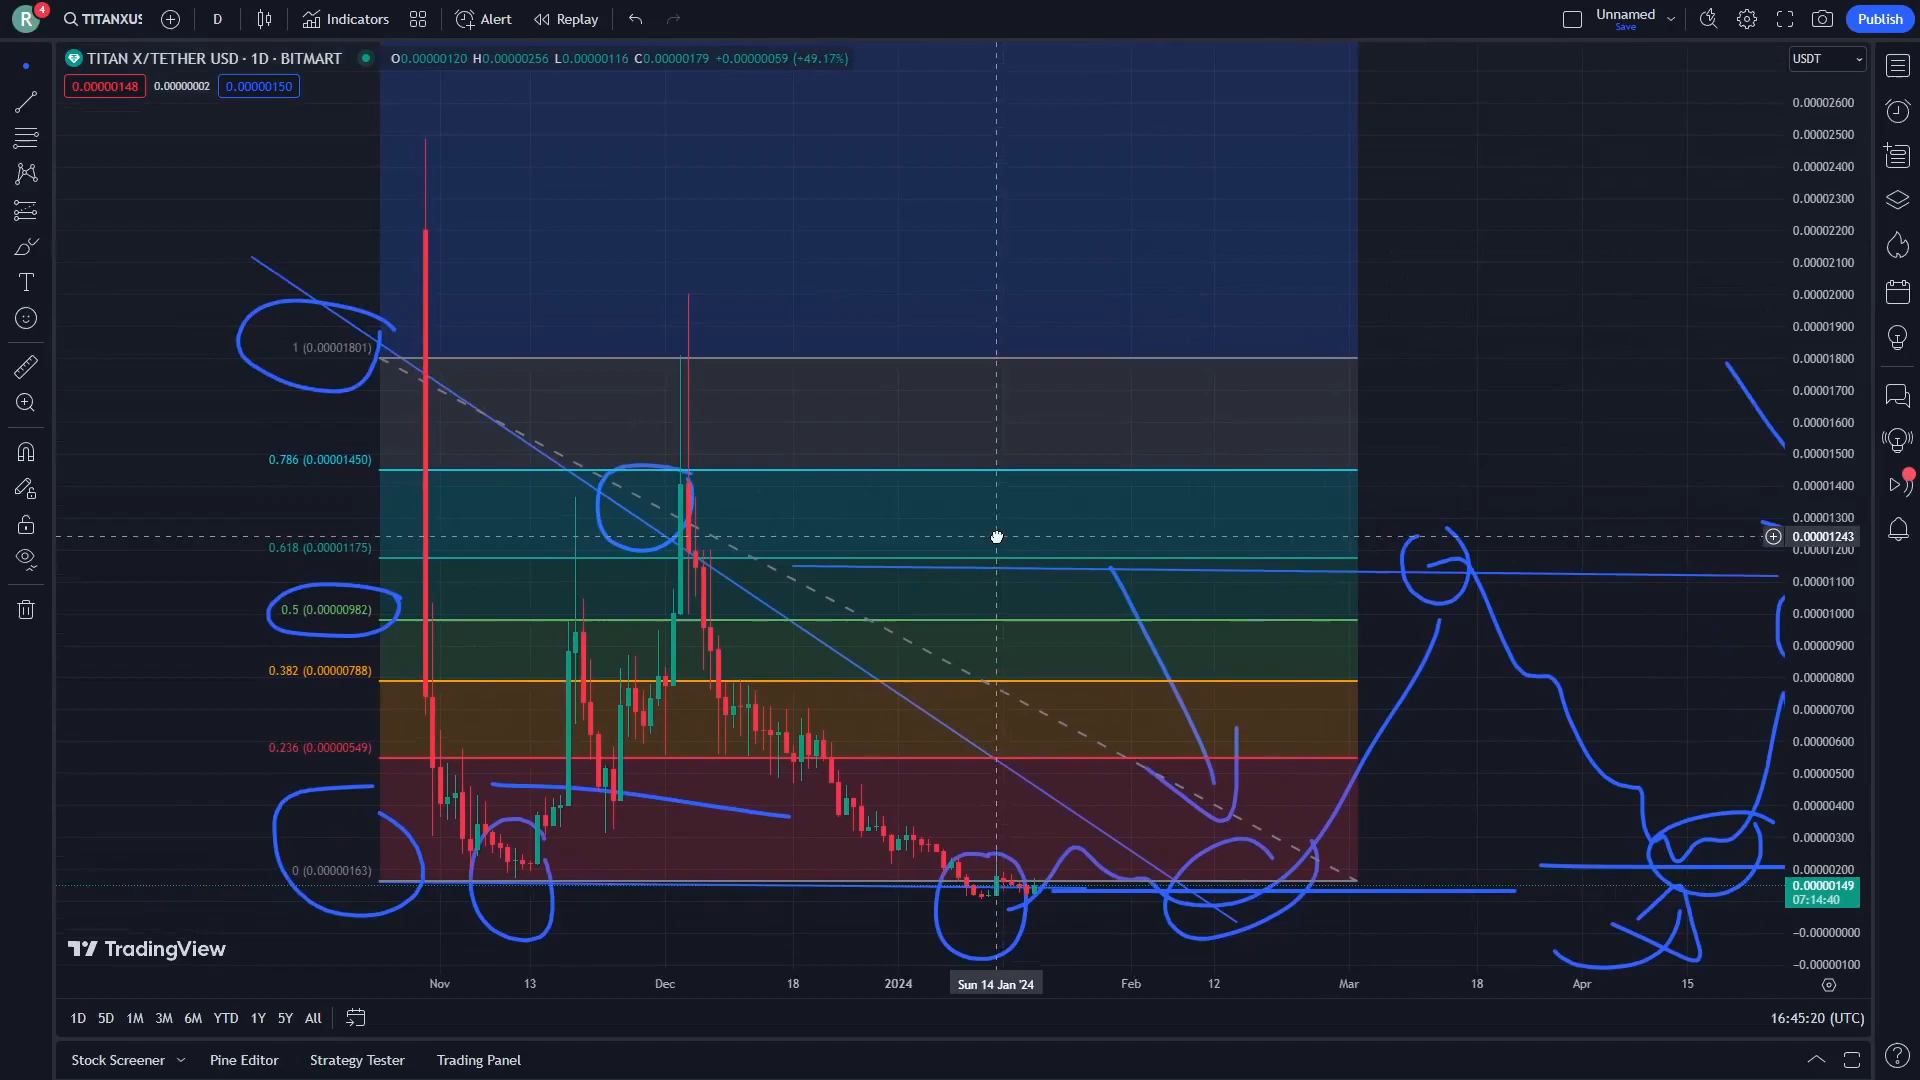 R 4 TITANXUS D Indicators Alert Replay Unnamed Save Publish
TITAN X/TETHER USD · 1D · BITMART O0.00000120 H0.00000256 L0.00000116 C0.00000179 +0.00000059 (+49.17%) USDT
0.00000148 0.00000002 0.00000150
0.00002600
0.00002500
0.00002400
0.00002300
0.00002200
0.00002100
0.00002000
0.00001900
1 (0.00001801)
0.00001800
0.00001700
0.00001600
0.786 (0.00001450) 0.00001500
0.00001400
0.00001300
0.00001243
0.618 (0.00001175) 0.00001200
0.00001100
0.5 (0.00000982) 0.00001000
0.00000900
0.382 (0.00000788) 0.00000800
0.00000700
0.236 (0.00000549) 0.00000600
0.00000500
0.00000400
0.00000300
0 (0.00000163) 0.00000200
0.00000149
07:14:40
TradingView
−0.00000000
−0.00000100
Nov 13 Dec 18 2024 Sun 14 Jan '24 Feb 12 Mar 18 Apr 15
1D 5D 1M 3M 6M YTD 1Y 5Y All 16:45:20 (UTC)
Stock Screener Pine Editor Strategy Tester Trading Panel